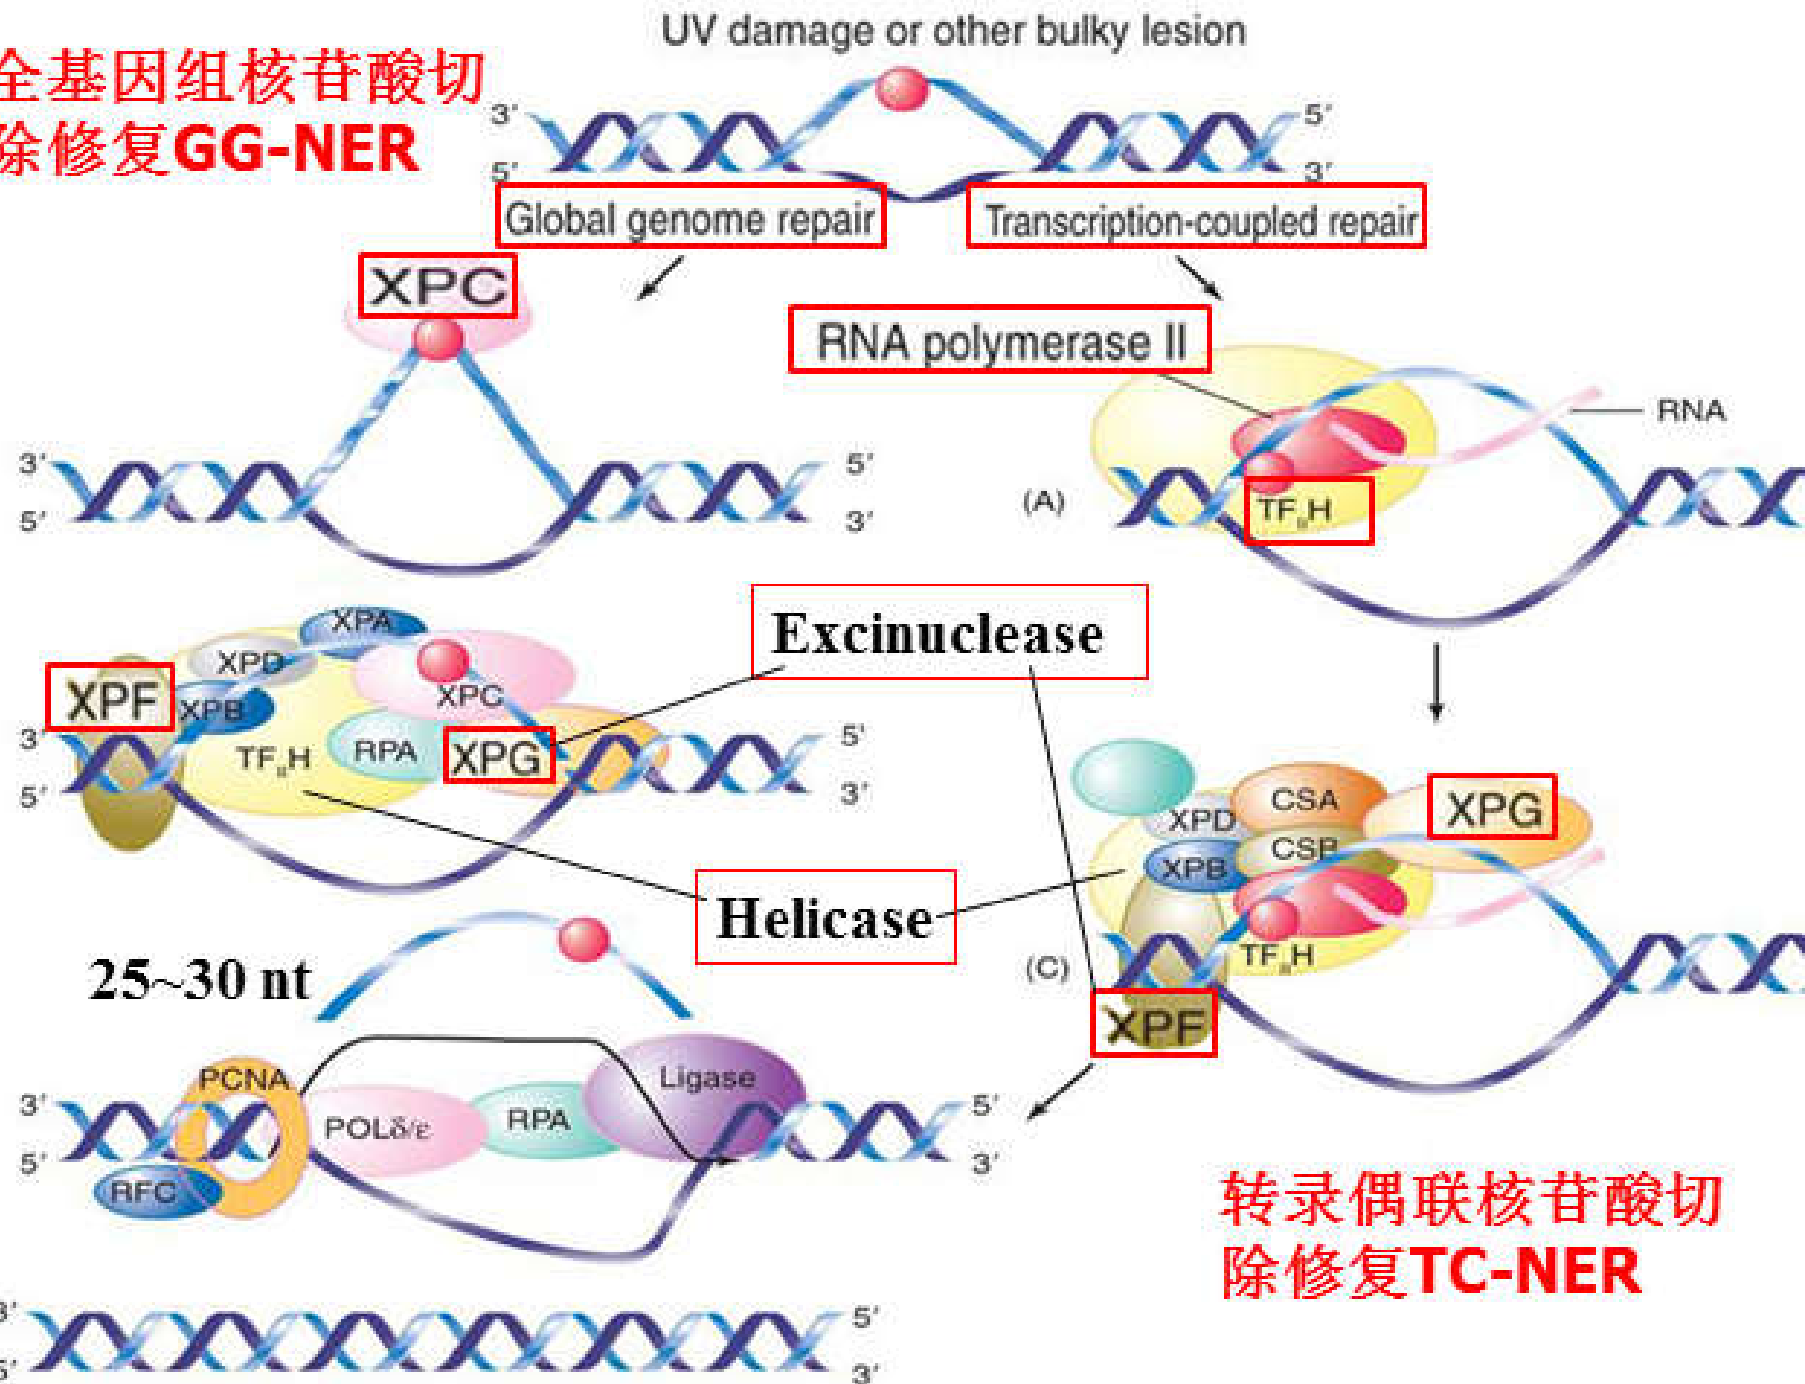 UV damage or other bulky lesion
全基因组核苷酸切
除修复GG-NER
3′ 5′
5′ 3′
Global genome repair
Transcription-coupled repair
XPC
RNA polymerase II
RNA
3′ 5′
5′ 3′
(A)
TFIIH
Excinuclease
XPA
XPD
XPC
XPF
XPB
3′ 5′
TFIIH
RPA
XPG
5′ 3′
CSA
XPG
XPD
CSB
XPB
Helicase
TFIIH
(C)
XPF
25~30 nt
PCNA
Ligase
3′ 5′
POLδ/ε
RPA
5′ 3′
RFC
转录偶联核苷酸切
除修复TC-NER
3′ 5′
5′ 3′